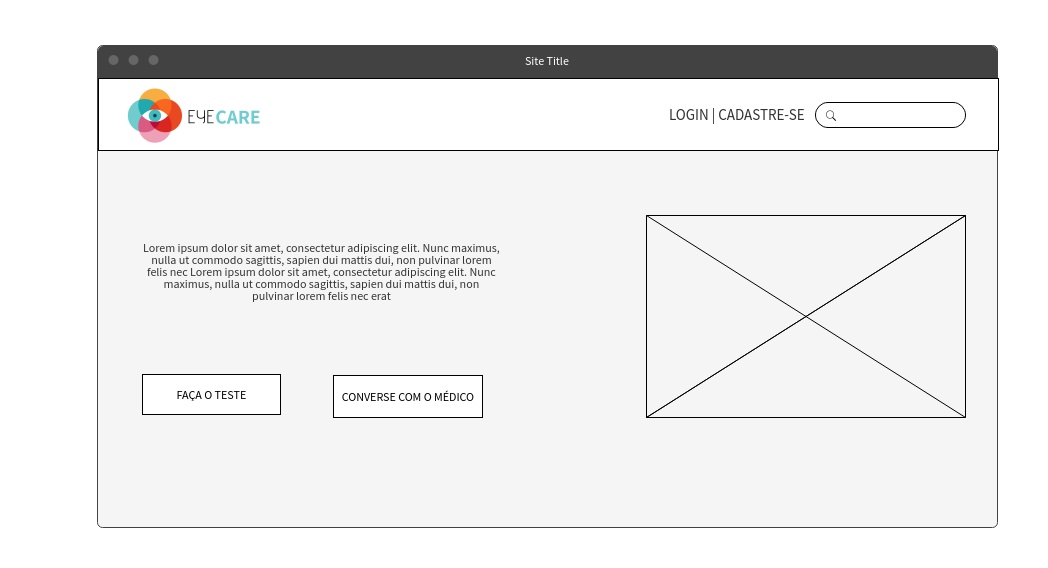 Site Title
EYECARE
LOGIN | CADASTRE-SE
Lorem ipsum dolor sit amet, consectetur adipiscing elit. Nunc maximus,
nulla ut commodo sagittis, sapien dui mattis dui, non pulvinar lorem
felis nec Lorem ipsum dolor sit amet, consectetur adipiscing elit. Nunc
maximus, nulla ut commodo sagittis, sapien dui mattis dui, non
pulvinar lorem felis nec erat
FAÇA O TESTE
CONVERSE COM O MÉDICO